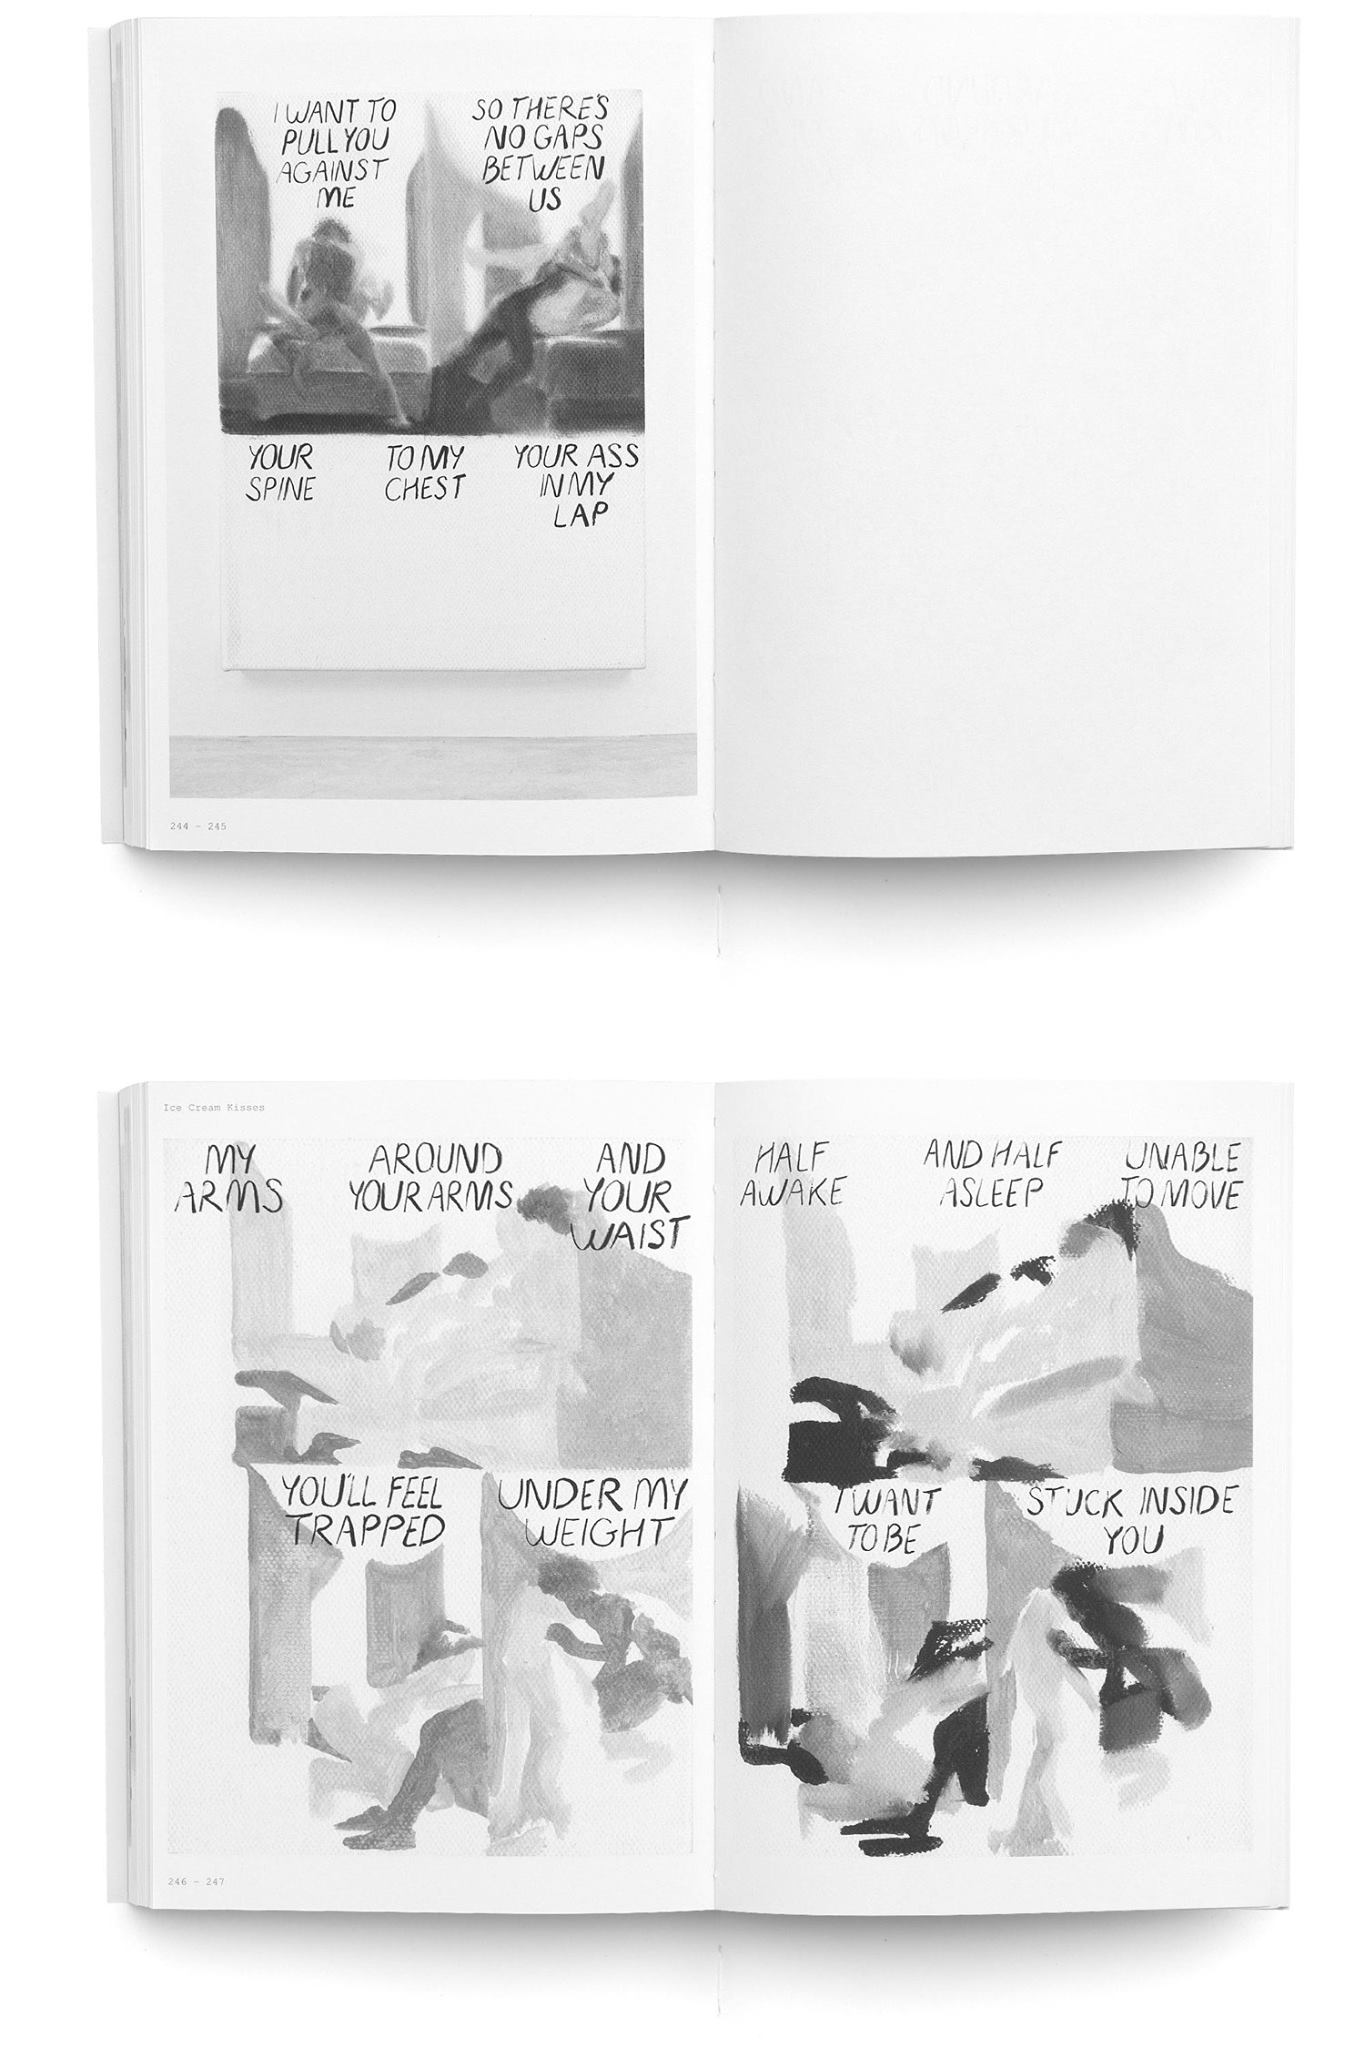 I WANT TO
PULL YOU
AGAINST
ME
SO THERE'S
NO GAPS
BETWEEN
US
YOUR
SPINE
TO MY
CHEST
YOUR ASS
IN MY
LAP
244 – 245
Ice Cream Kisses
MY
ARMS
AROUND
YOUR ARMS
AND
YOUR
WAIST
YOU'LL FEEL
TRAPPED
UNDER MY
WEIGHT
246 – 247
HALF
AWAKE
AND HALF
ASLEEP
UNABLE
TO MOVE
I WANT
TO BE
STUCK INSIDE
YOU